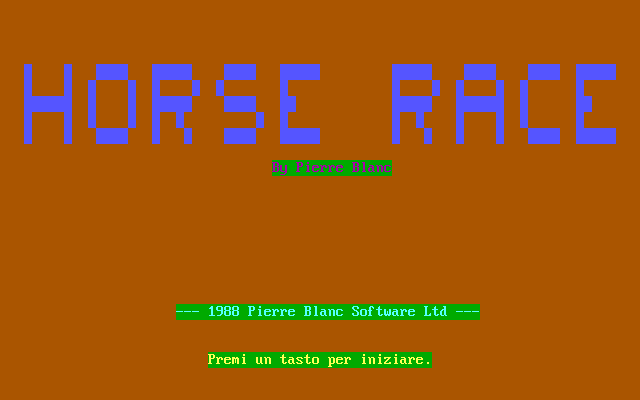 HORSE RACE
By Pierre Blanc
--- 1988 Pierre Blanc Software Ltd ---
Premi un tasto per iniziare.